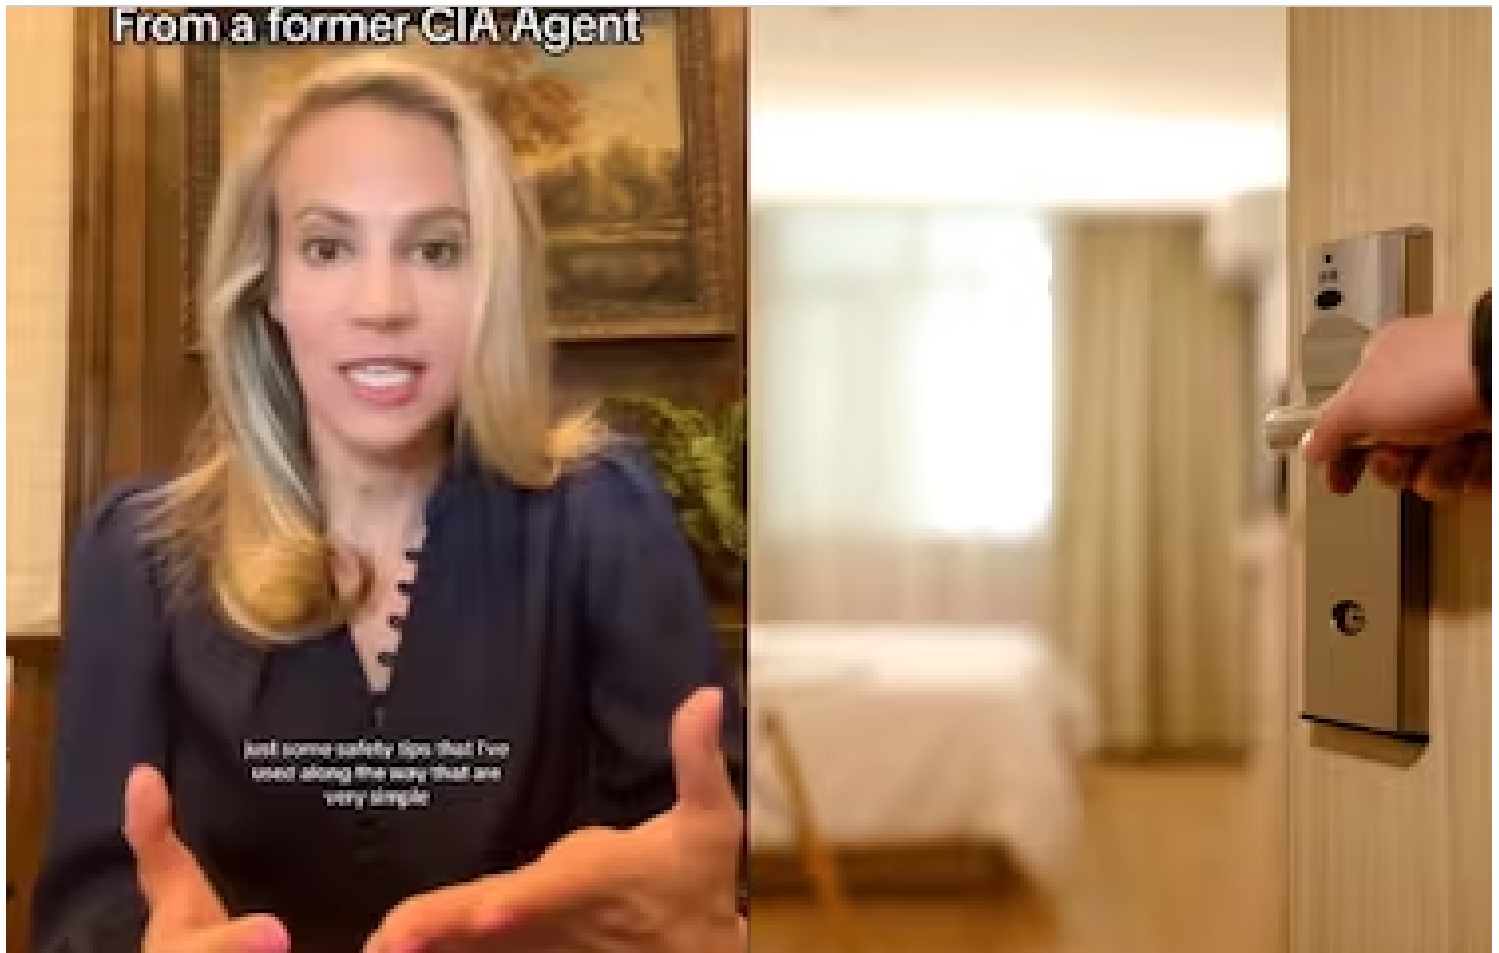 From a former CIA Agent
just some safety tips that I've
used along the way that are
very simple